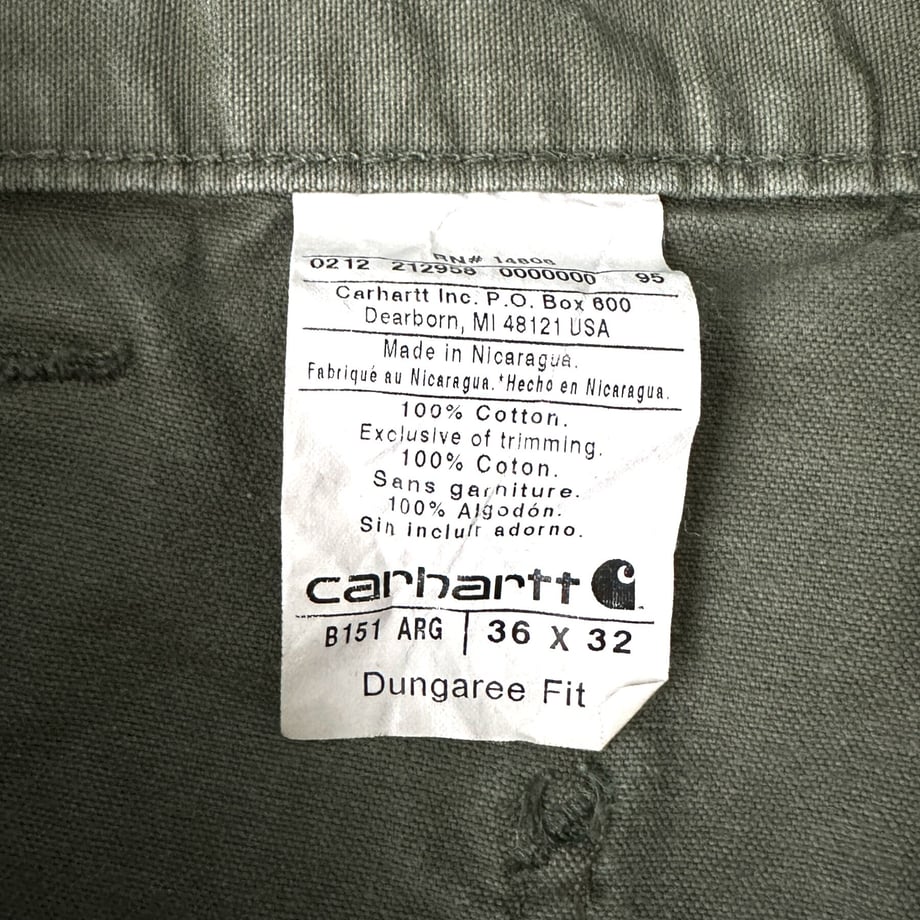 RN# 14806
0212 212958 0000000 95
Carhartt Inc. P.O. Box 600
Dearborn, MI 48121 USA
Made in Nicaragua.
Fabriqué au Nicaragua.*Hecho en Nicaragua.
100% Cotton.
Exclusive of trimming.
100% Coton.
Sans garniture.
100% Algodón.
Sin incluir adorno.
carhartt
B151 ARG | 36 X 32
Dungaree Fit